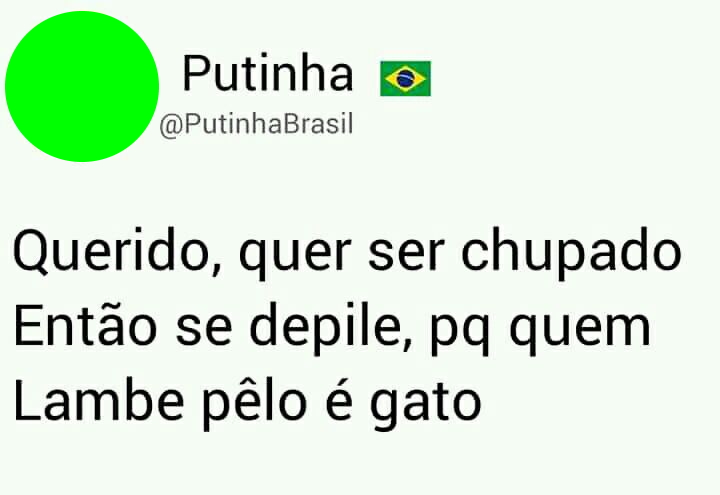 Putinha
@PutinhaBrasil
Querido, quer ser chupado
Então se depile, pq quem
Lambe pêlo é gato